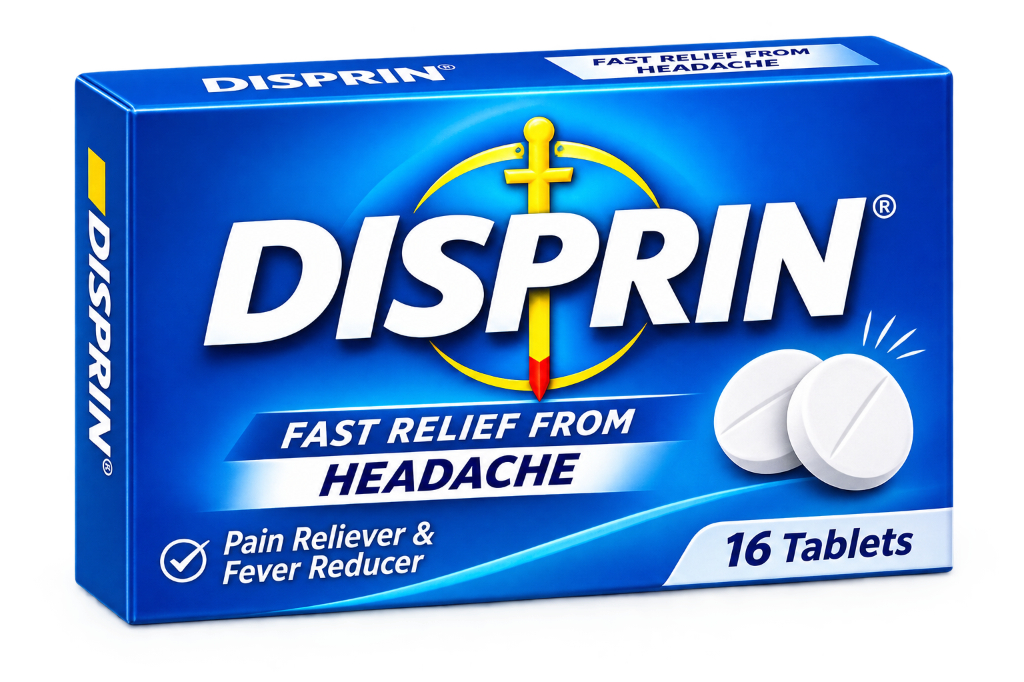 DISPRIN®
FAST RELIEF FROM
HEADACHE
DISPRIN®
DISPRIN®
FAST RELIEF FROM
HEADACHE
Pain Reliever &
Fever Reducer
16 Tablets